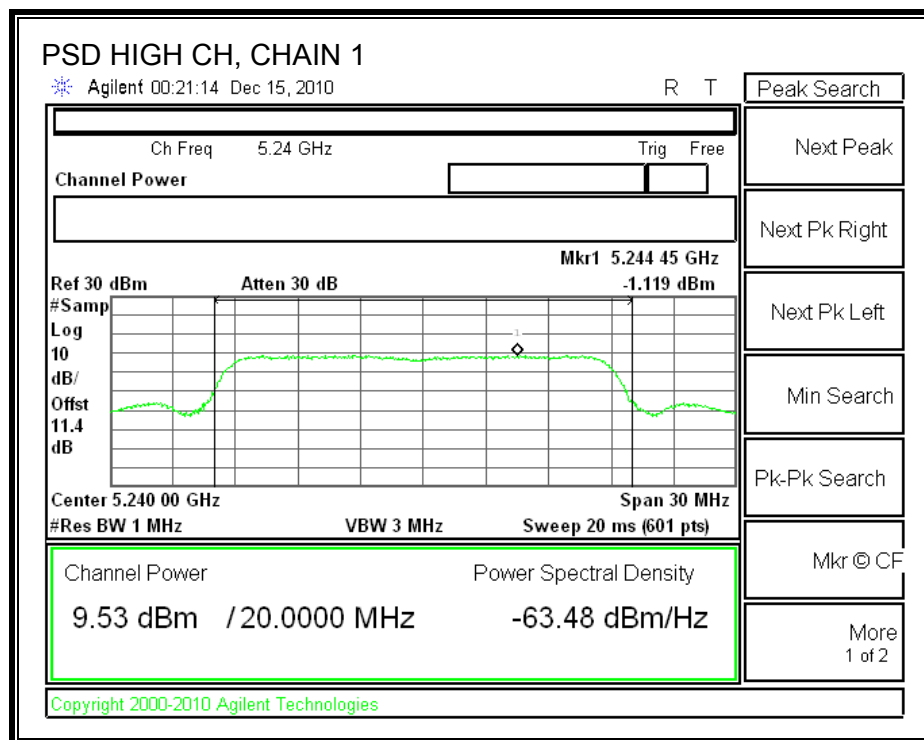 PSD HIGH CH, CHAIN 1
Agilent 00:21:14 Dec 15, 2010 R T
Peak Search
Ch Freq 5.24 GHz Trig Free
Channel Power
Next Peak
Next Pk Right
Mkr1 5.244 45 GHz
Ref 30 dBm Atten 30 dB -1.119 dBm
#Samp
Log
10
dB/
Offst
11.4
dB
1
Next Pk Left
Min Search
Pk-Pk Search
Center 5.240 00 GHz Span 30 MHz
#Res BW 1 MHz VBW 3 MHz Sweep 20 ms (601 pts)
Channel Power Power Spectral Density
9.53 dBm / 20.0000 MHz -63.48 dBm/Hz
Mkr © CF
More
1 of 2
Copyright 2000-2010 Agilent Technologies